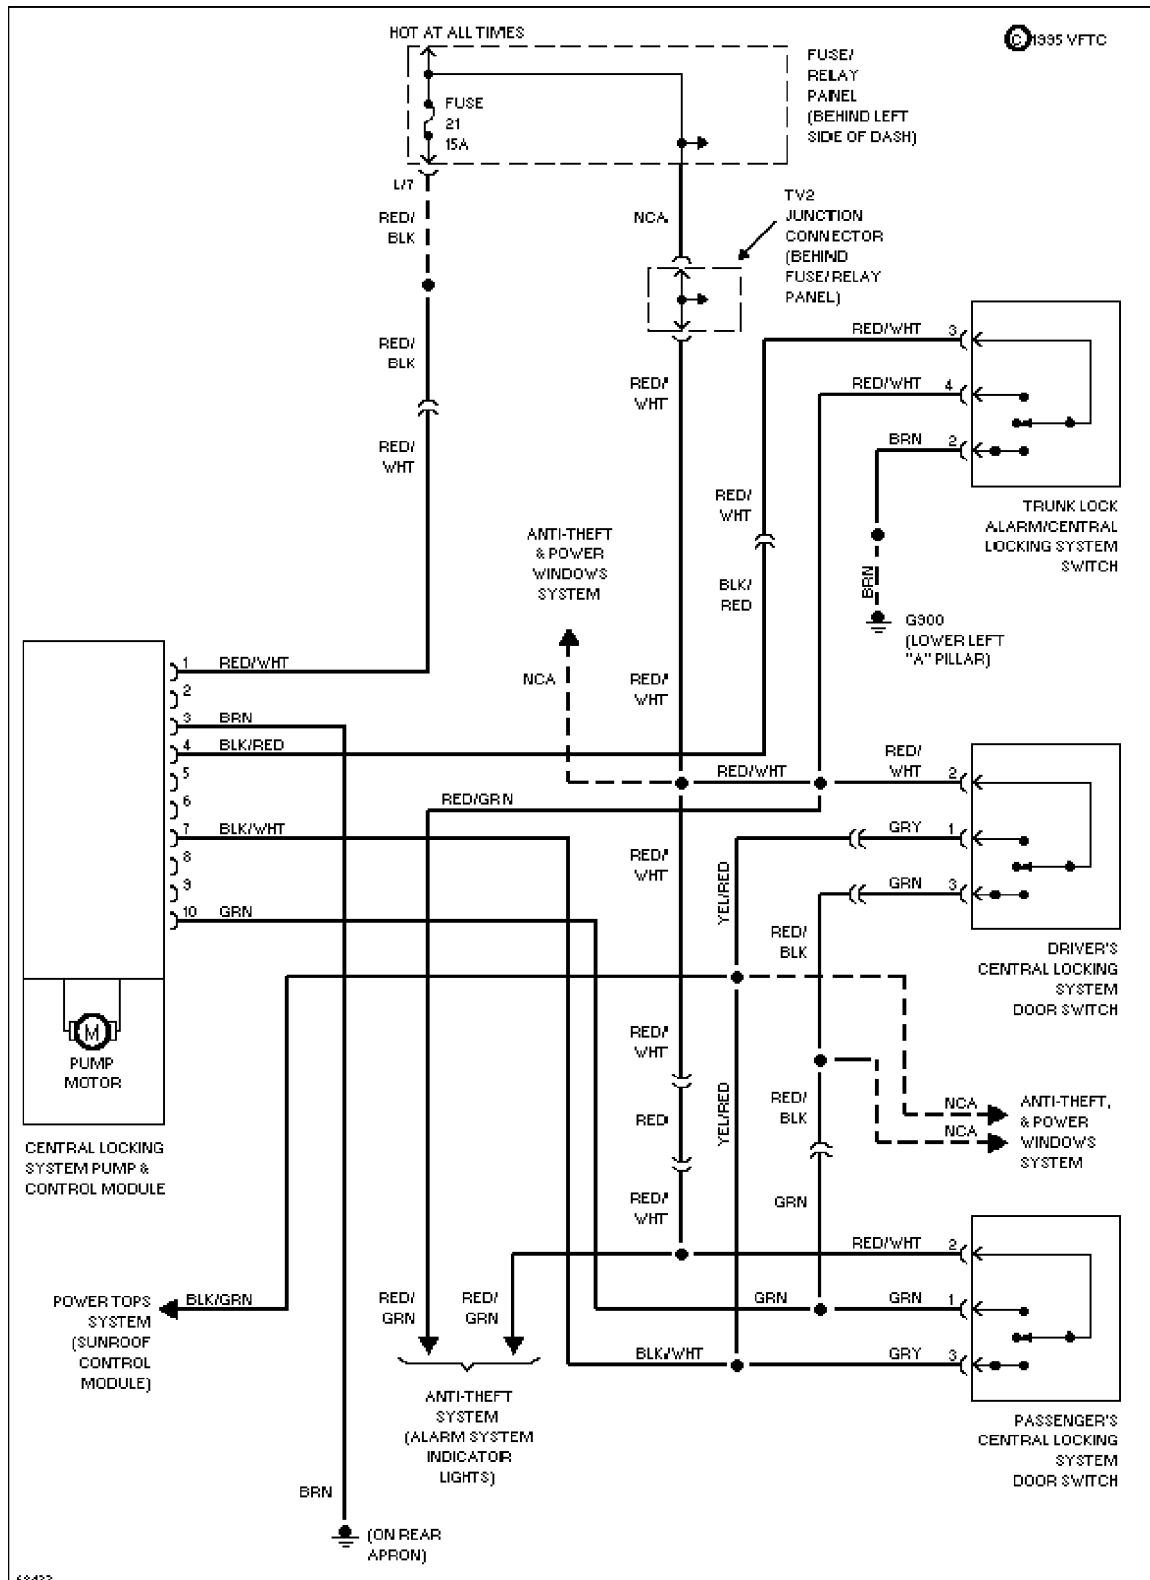 HOT AT ALL TIMES
© 1995 VFTC
FUSE/
RELAY
PANEL
(BEHIND LEFT
SIDE OF DASH)
FUSE
21
15A
L/7
RED/
BLK
NCA
TV2
JUNCTION
CONNECTOR
(BEHIND
FUSE/RELAY
PANEL)
RED/
BLK
RED/
WHT
RED/WHT 3
RED/WHT 4
BRN 2
RED/
WHT
RED/
WHT
TRUNK LOCK
ALARM/CENTRAL
LOCKING SYSTEM
SWITCH
ANTI-THEFT
& POWER
WINDOWS
SYSTEM
BLK/
RED
BRN
G900
(LOWER LEFT
"A" PILLAR)
NCA
RED/
WHT
1 RED/WHT
2
3 BRN
4 BLK/RED
5
6
7 BLK/WHT
8
9
10 GRN
RED/WHT
RED/
WHT 2
RED/GRN
GRY 1
RED/
WHT
YEL/RED
GRN 3
RED/
BLK
DRIVER'S
CENTRAL LOCKING
SYSTEM
DOOR SWITCH
M
PUMP
MOTOR
RED/
WHT
YEL/RED
RED/
BLK
NCA
NCA
ANTI-THEFT,
& POWER
WINDOWS
SYSTEM
RED
CENTRAL LOCKING
SYSTEM PUMP &
CONTROL MODULE
RED/
WHT
GRN
RED/WHT 2
POWER TOPS
SYSTEM
(SUNROOF
CONTROL
MODULE)
BLK/GRN
RED/
GRN
RED/
GRN
GRN
GRN 1
BLK/WHT
GRY 3
ANTI-THEFT
SYSTEM
(ALARM SYSTEM
INDICATOR
LIGHTS)
PASSENGER'S
CENTRAL LOCKING
SYSTEM
DOOR SWITCH
BRN
(ON REAR
APRON)